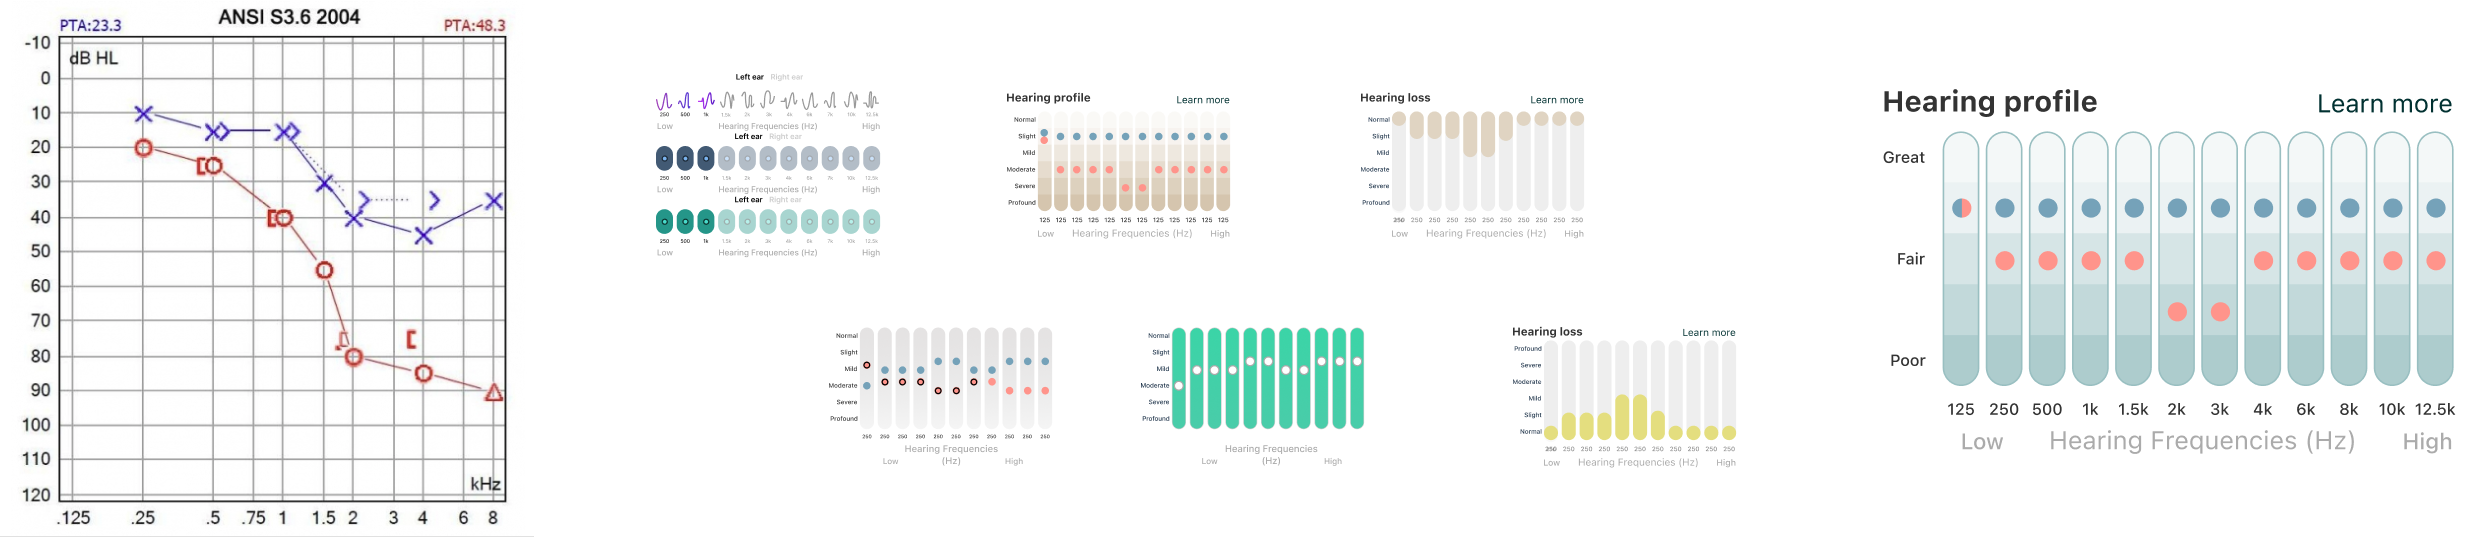 ANSI S3.6 2004
PTA:23.3 PTA:48.3
dB HL
-10
0
10
20
30
40
50
60
70
80
90
100
110
120
kHz
.125 .25 .5 .75 1 1.5 2 3 4 6 8
Left ear Right ear
250 500 1k 1.5k 2k 3k 4k 6k 7k 10k 12.5k
Low Hearing Frequencies (Hz) High
Left ear Right ear
250 500 1k 1.5k 2k 3k 4k 6k 7k 10k 12.5k
Low Hearing Frequencies (Hz) High
Left ear Right ear
250 500 1k 1.5k 2k 3k 4k 6k 7k 10k 12.5k
Low Hearing Frequencies (Hz) High
Hearing profile Learn more
Normal
Slight
Mild
Moderate
Severe
Profound
125 125 125 125 125 125 125 125 125 125 125 125
Low Hearing Frequencies (Hz) High
Hearing loss Learn more
Normal
Slight
Mild
Moderate
Severe
Profound
250 250 250 250 250 250 250 250 250 250 250
Low Hearing Frequencies (Hz) High
Normal
Slight
Mild
Moderate
Severe
Profound
250 250 250 250 250 250 250 250 250 250 250
Hearing Frequencies
Low (Hz) High
Normal
Slight
Mild
Moderate
Severe
Profound
Hearing Frequencies
Low (Hz) High
Hearing loss Learn more
Profound
Severe
Moderate
Mild
Slight
Normal
250 250 250 250 250 250 250 250 250 250 250
Low Hearing Frequencies (Hz) High
Hearing profile Learn more
Great
Fair
Poor
125 250 500 1k 1.5k 2k 3k 4k 6k 8k 10k 12.5k
Low Hearing Frequencies (Hz) High